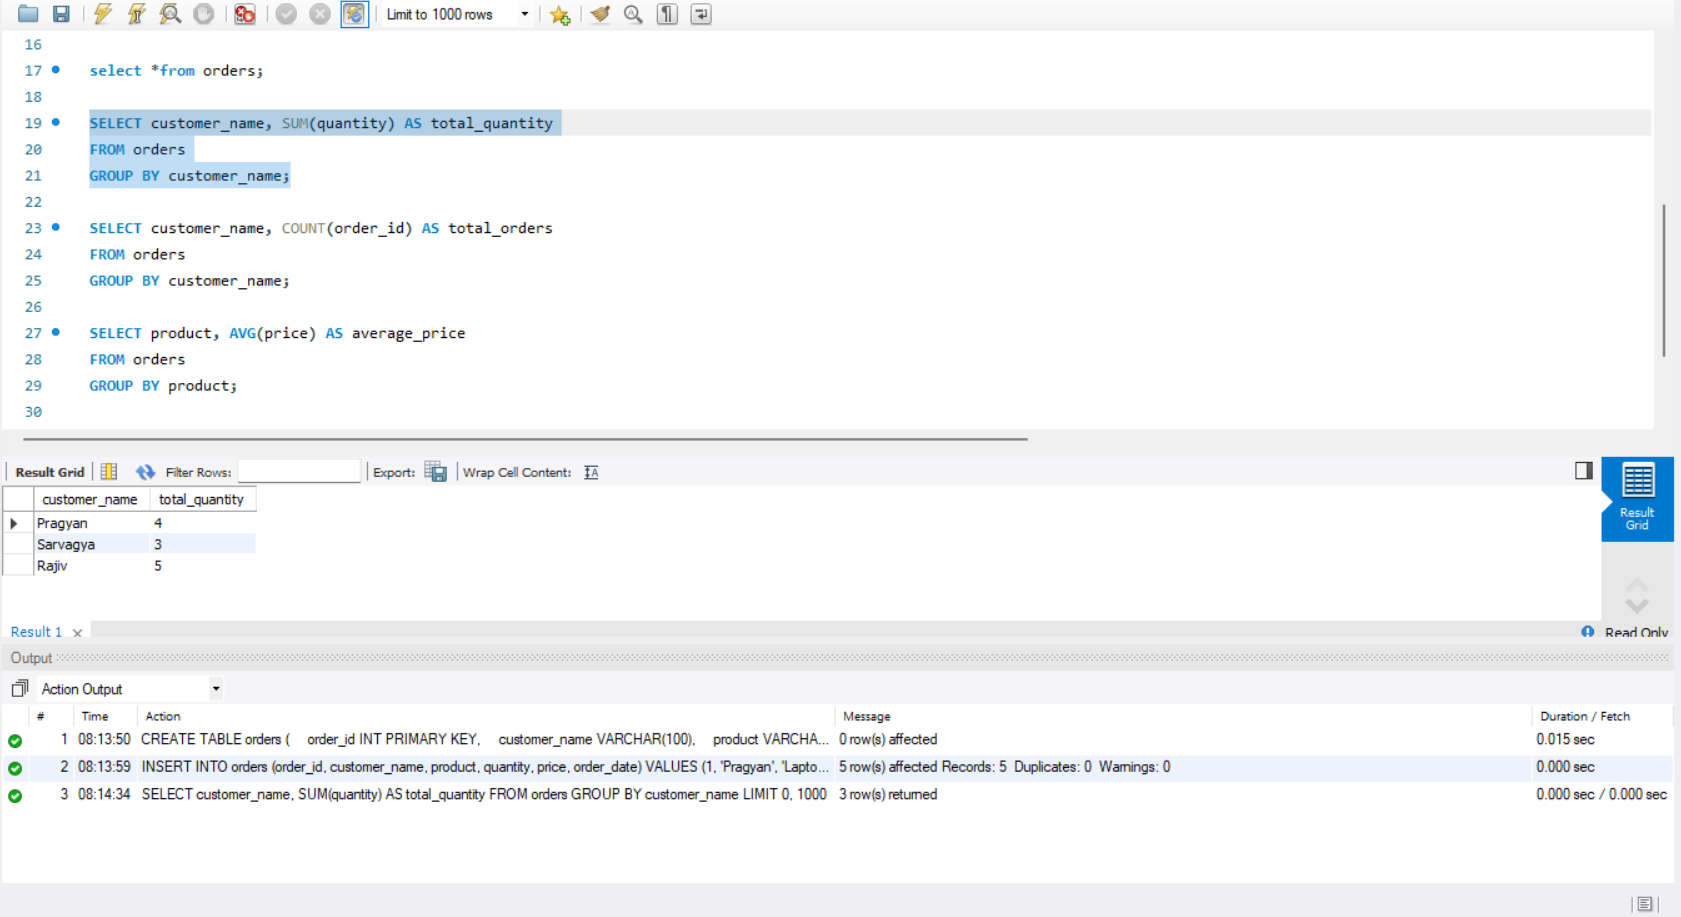 Limit to 1000 rows
16
17 select *from orders;
18
19 SELECT customer_name, SUM(quantity) AS total_quantity
20 FROM orders
21 GROUP BY customer_name;
22
23 SELECT customer_name, COUNT(order_id) AS total_orders
24 FROM orders
25 GROUP BY customer_name;
26
27 SELECT product, AVG(price) AS average_price
28 FROM orders
29 GROUP BY product;
30
Result Grid Filter Rows: Export: Wrap Cell Content: IA
customer_name total_quantity
Pragyan 4
Sarvagya 3
Rajiv 5
Result
Grid
Result 1 Read Only
Output
Action Output
# Time Action Message Duration / Fetch
1 08:13:50 CREATE TABLE orders ( order_id INT PRIMARY KEY, customer_name VARCHAR(100), product VARCHA... 0 row(s) affected 0.015 sec
2 08:13:59 INSERT INTO orders (order_id, customer_name, product, quantity, price, order_date) VALUES (1, 'Pragyan', 'Lapto... 5 row(s) affected Records: 5 Duplicates: 0 Warnings: 0 0.000 sec
3 08:14:34 SELECT customer_name, SUM(quantity) AS total_quantity FROM orders GROUP BY customer_name LIMIT 0, 1000 3 row(s) returned 0.000 sec / 0.000 sec